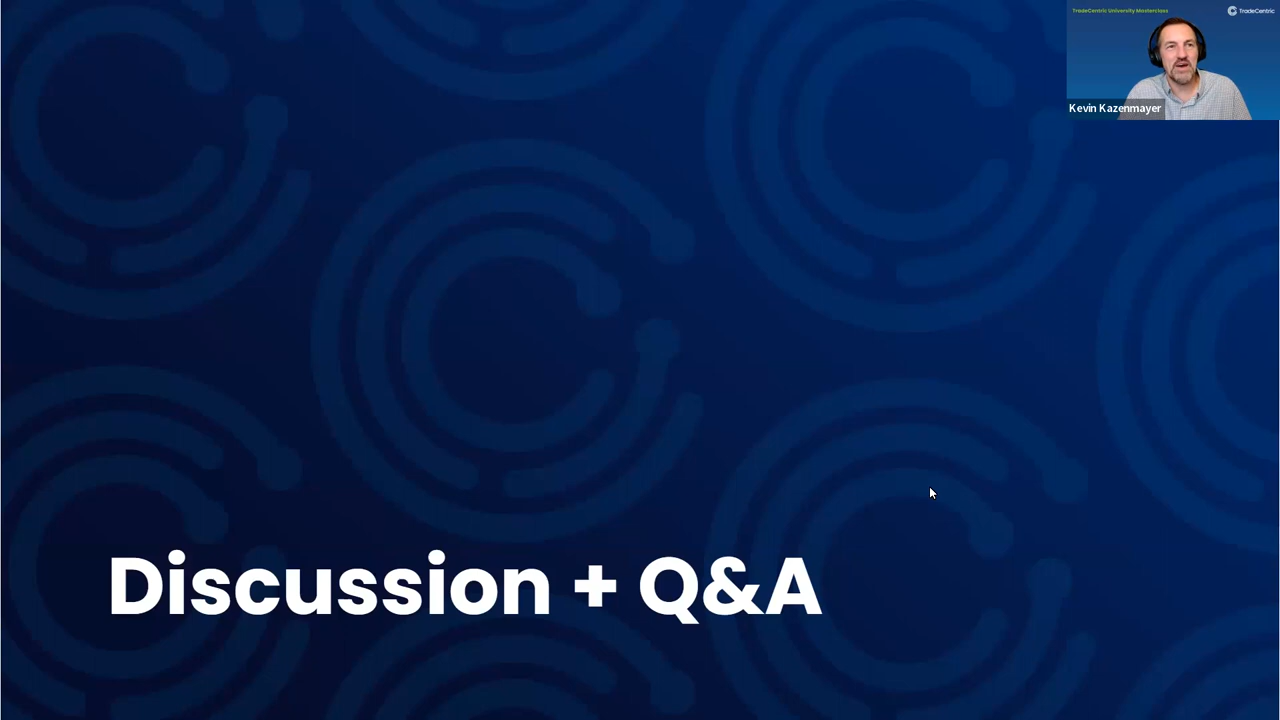 TradeCentric University Masterclass
TradeCentric
Kevin Kazenmayer
Discussion + Q&A